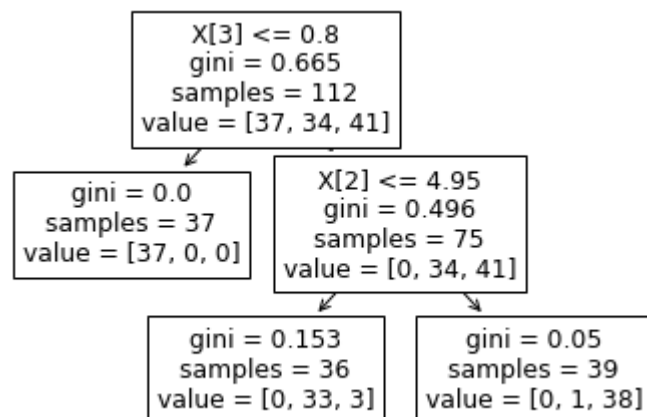 X[3] <= 0.8
gini = 0.665
samples = 112
value = [37, 34, 41]
gini = 0.0
samples = 37
value = [37, 0, 0]
X[2] <= 4.95
gini = 0.496
samples = 75
value = [0, 34, 41]
gini = 0.153
samples = 36
value = [0, 33, 3]
gini = 0.05
samples = 39
value = [0, 1, 38]